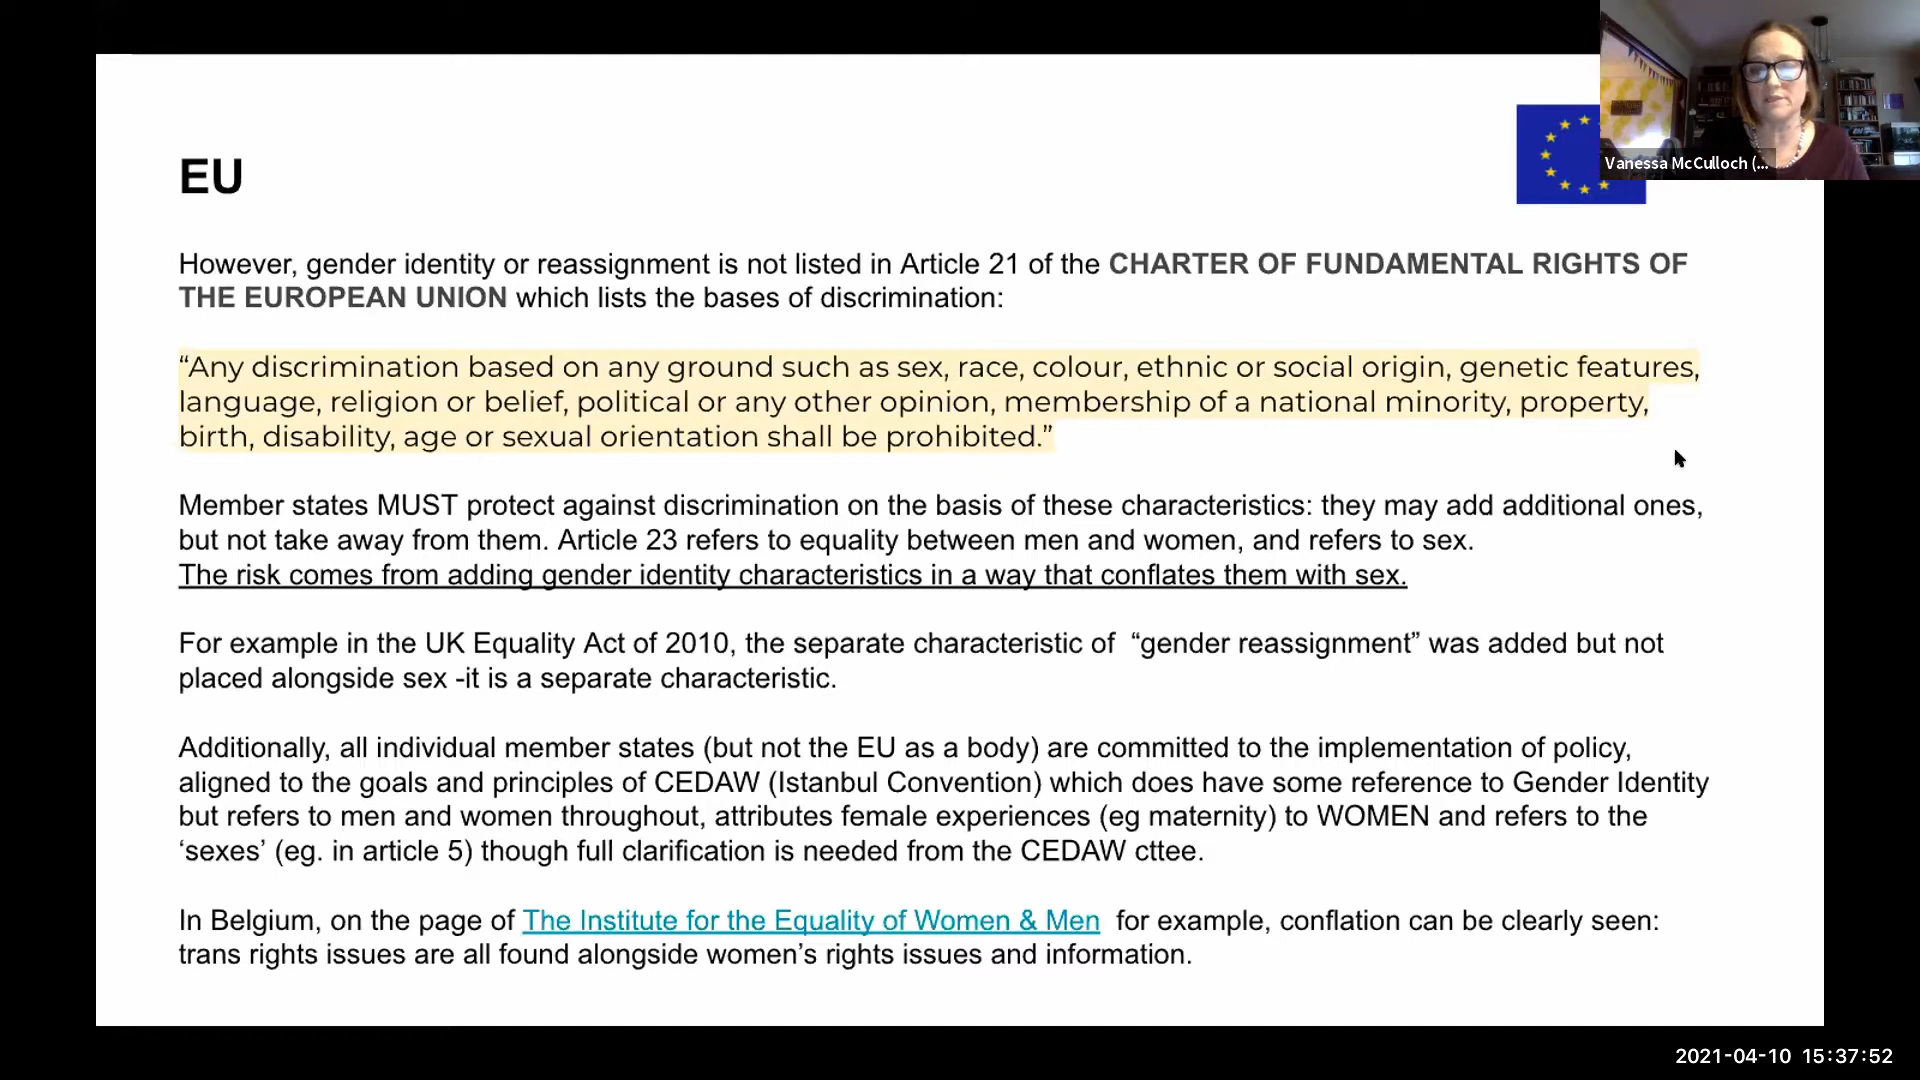 Vanessa McCulloch (...
EU
However, gender identity or reassignment is not listed in Article 21 of the CHARTER OF FUNDAMENTAL RIGHTS OF
THE EUROPEAN UNION which lists the bases of discrimination:
“Any discrimination based on any ground such as sex, race, colour, ethnic or social origin, genetic features,
language, religion or belief, political or any other opinion, membership of a national minority, property,
birth, disability, age or sexual orientation shall be prohibited.”
Member states MUST protect against discrimination on the basis of these characteristics: they may add additional ones,
but not take away from them. Article 23 refers to equality between men and women, and refers to sex.
The risk comes from adding gender identity characteristics in a way that conflates them with sex.
For example in the UK Equality Act of 2010, the separate characteristic of “gender reassignment” was added but not
placed alongside sex -it is a separate characteristic.
Additionally, all individual member states (but not the EU as a body) are committed to the implementation of policy,
aligned to the goals and principles of CEDAW (Istanbul Convention) which does have some reference to Gender Identity
but refers to men and women throughout, attributes female experiences (eg maternity) to WOMEN and refers to the
‘sexes’ (eg. in article 5) though full clarification is needed from the CEDAW cttee.
In Belgium, on the page of The Institute for the Equality of Women & Men for example, conflation can be clearly seen:
trans rights issues are all found alongside women’s rights issues and information.
2021-04-10 15:37:52